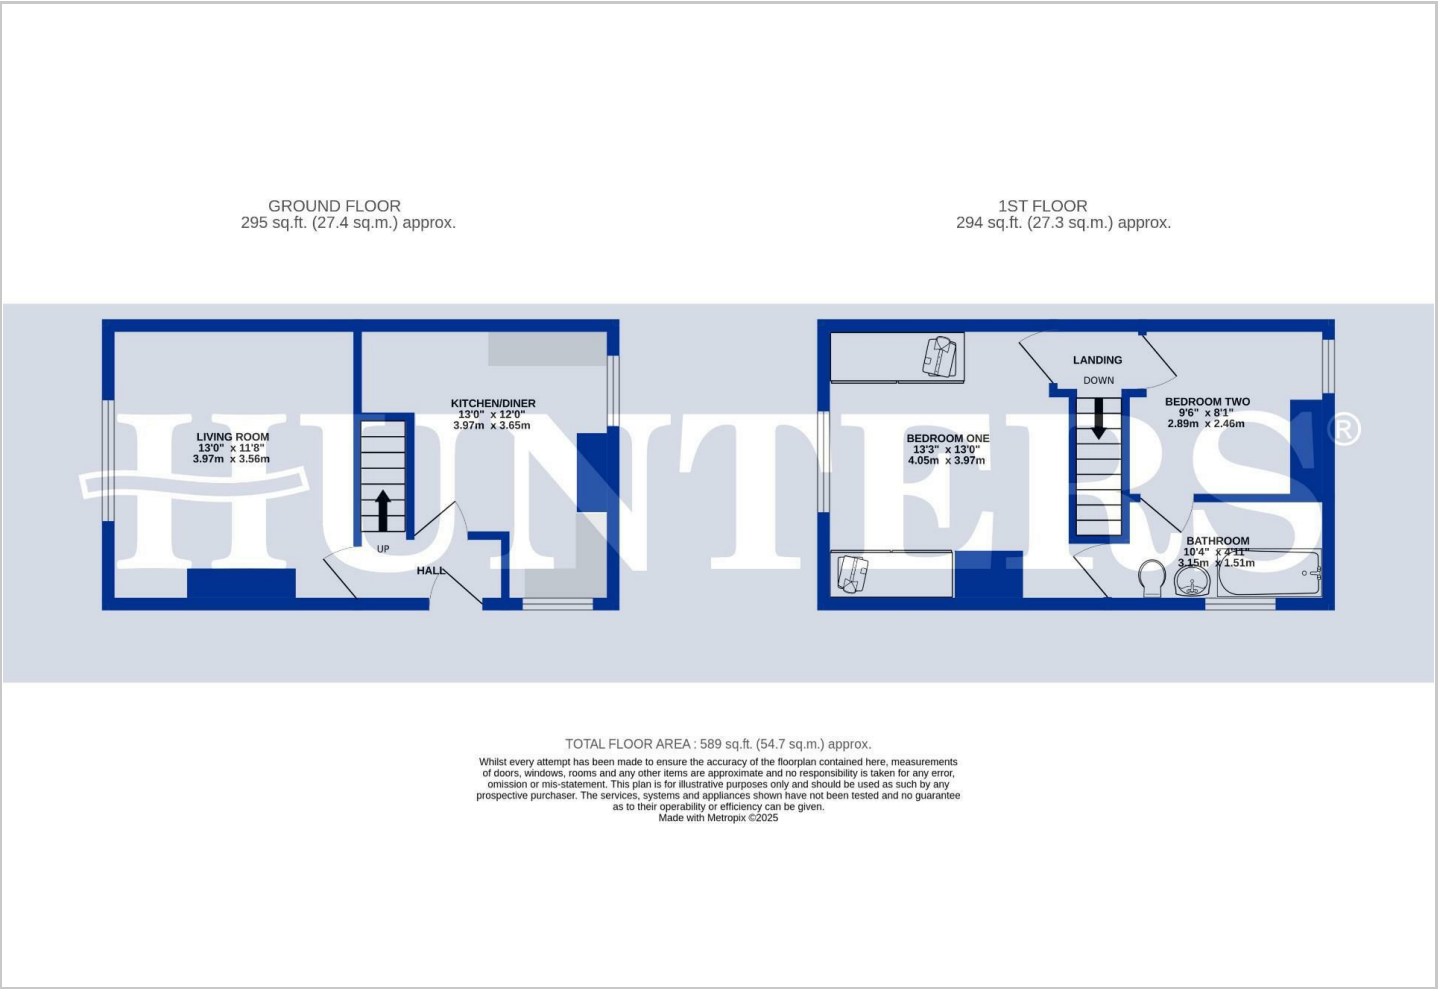 GROUND FLOOR
295 sq.ft. (27.4 sq.m.) approx.
1ST FLOOR
294 sq.ft. (27.3 sq.m.) approx.
HUNTERS®
LIVING ROOM
13'0" x 11'8"
3.97m x 3.56m
KITCHEN/DINER
13'0" x 12'0"
3.97m x 3.65m
UP
HALL
BEDROOM ONE
13'3" x 13'0"
4.05m x 3.97m
LANDING
DOWN
BEDROOM TWO
9'6" x 8'1"
2.89m x 2.46m
BATHROOM
10'4" x 4'11"
3.15m x 1.51m
TOTAL FLOOR AREA : 589 sq.ft. (54.7 sq.m.) approx.
Whilst every attempt has been made to ensure the accuracy of the floorplan contained here, measurements
of doors, windows, rooms and any other items are approximate and no responsibility is taken for any error,
omission or mis-statement. This plan is for illustrative purposes only and should be used as such by any
prospective purchaser. The services, systems and appliances shown have not been tested and no guarantee
as to their operability or efficiency can be given.
Made with Metropix ©2025